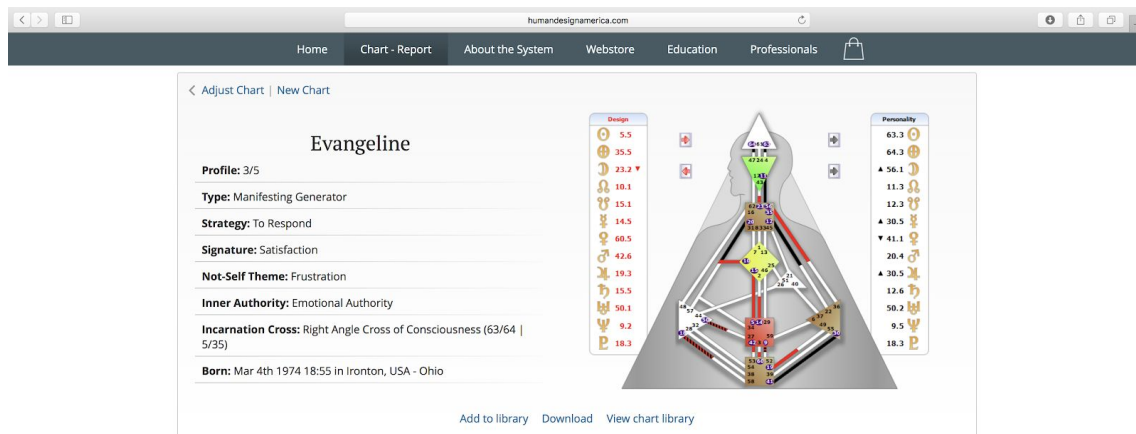 humandesignamerica.com
Home Chart - Report About the System Webstore Education Professionals
Adjust Chart | New Chart
Evangeline
Profile: 3/5
Type: Manifesting Generator
Strategy: To Respond
Signature: Satisfaction
Not-Self Theme: Frustration
Inner Authority: Emotional Authority
Incarnation Cross: Right Angle Cross of Consciousness (63/64 |
5/35)
Born: Mar 4th 1974 18:55 in Ironton, USA - Ohio
Design
5.5
35.5
23.2 ▼
10.1
15.1
14.5
60.5
42.6
19.3
15.5
50.1
9.2
18.3
Personality
63.3
64.3
▲ 56.1
11.3
12.3
▲ 30.5
▼ 41.1
20.4
▲ 30.5
12.6
50.2
9.5
18.3
47 24 4
Add to library Download View chart library